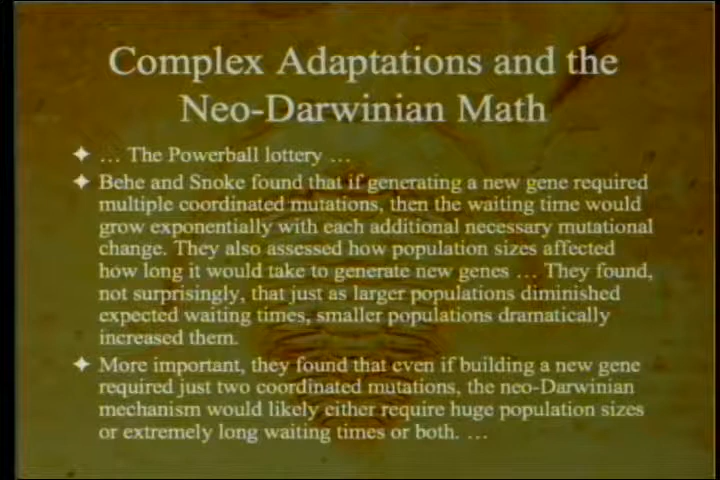 Complex Adaptations and the
Neo-Darwinian Math
… The Powerball lottery …
Behe and Snoke found that if generating a new gene required
multiple coordinated mutations, then the waiting time would
grow exponentially with each additional necessary mutational
change. They also assessed how population sizes affected
how long it would take to generate new genes … They found,
not surprisingly, that just as larger populations diminished
expected waiting times, smaller populations dramatically
increased them.
More important, they found that even if building a new gene
required just two coordinated mutations, the neo-Darwinian
mechanism would likely either require huge population sizes
or extremely long waiting times or both. …